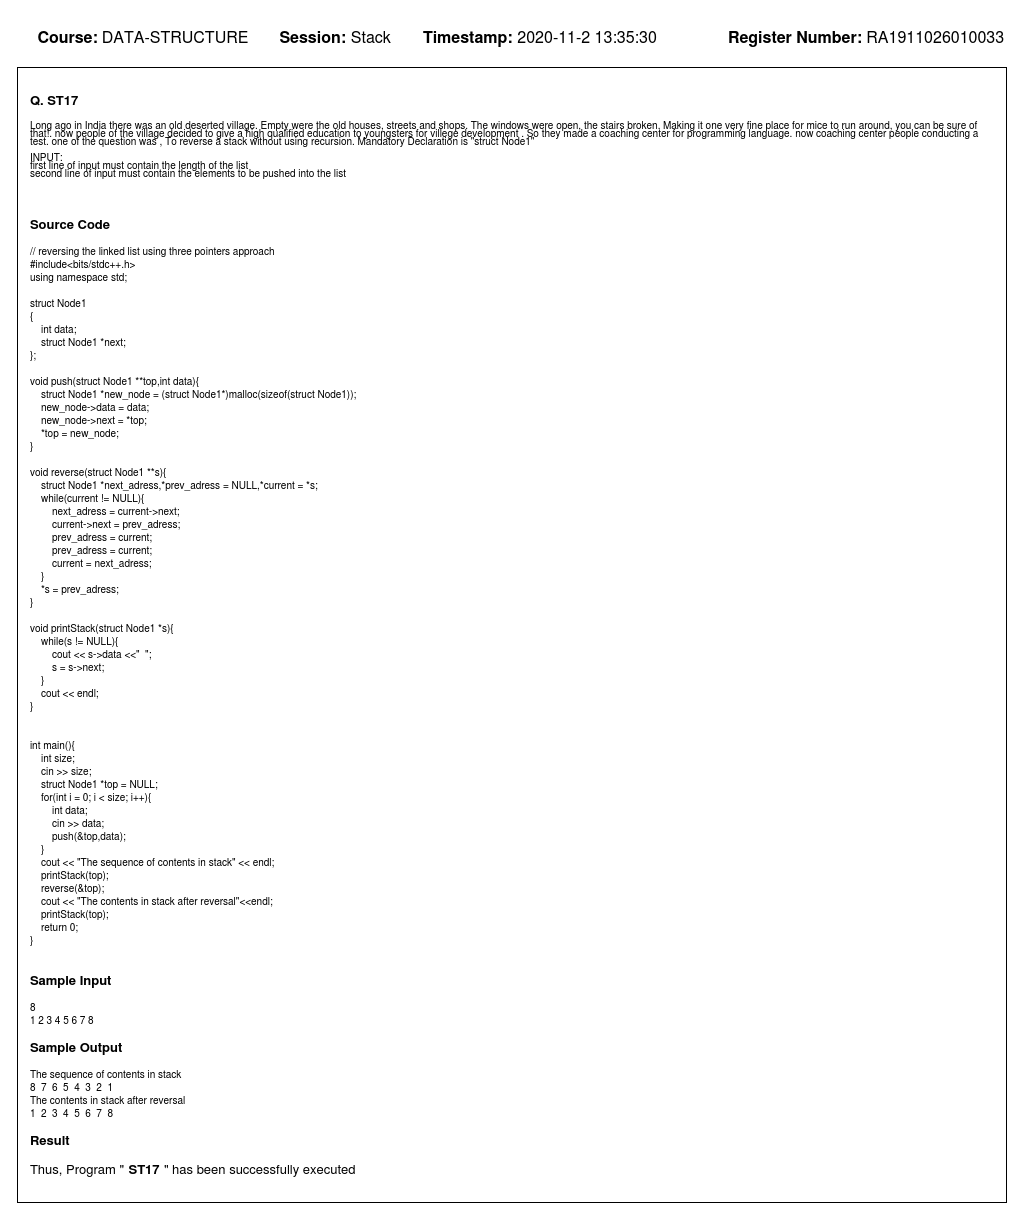 Course: DATA-STRUCTURE Session: Stack Timestamp: 2020-11-2 13:35:30 Register Number: RA1911026010033
Q. ST17
Long ago in India there was an old deserted village. Empty were the old houses, streets and shops. The windows were open, the stairs broken. Making it one very fine place for mice to run around, you can be sure of
that!. now people of the village decided to give a high qualified education to youngsters for villege development . So they made a coaching center for programming language. now coaching center people conducting a
test. one of the question was , To reverse a stack without using recursion. Mandatory Declaration is "struct Node1"
INPUT:
first line of input must contain the length of the list
second line of input must contain the elements to be pushed into the list
Source Code
// reversing the linked list using three pointers approach
#include<bits/stdc++.h>
using namespace std;
struct Node1
{
int data;
struct Node1 *next;
};
void push(struct Node1 **top,int data){
struct Node1 *new_node = (struct Node1*)malloc(sizeof(struct Node1));
new_node->data = data;
new_node->next = *top;
*top = new_node;
}
void reverse(struct Node1 **s){
struct Node1 *next_adress,*prev_adress = NULL,*current = *s;
while(current != NULL){
next_adress = current->next;
current->next = prev_adress;
prev_adress = current;
prev_adress = current;
current = next_adress;
}
*s = prev_adress;
}
void printStack(struct Node1 *s){
while(s != NULL){
cout << s->data <<"  ";
s = s->next;
}
cout << endl;
}
int main(){
int size;
cin >> size;
struct Node1 *top = NULL;
for(int i = 0; i < size; i++){
int data;
cin >> data;
push(&top,data);
}
cout << "The sequence of contents in stack" << endl;
printStack(top);
reverse(&top);
cout << "The contents in stack after reversal"<<endl;
printStack(top);
return 0;
}
Sample Input
8
1 2 3 4 5 6 7 8
Sample Output
The sequence of contents in stack
8 7 6 5 4 3 2 1
The contents in stack after reversal
1 2 3 4 5 6 7 8
Result
Thus, Program " ST17 " has been successfully executed